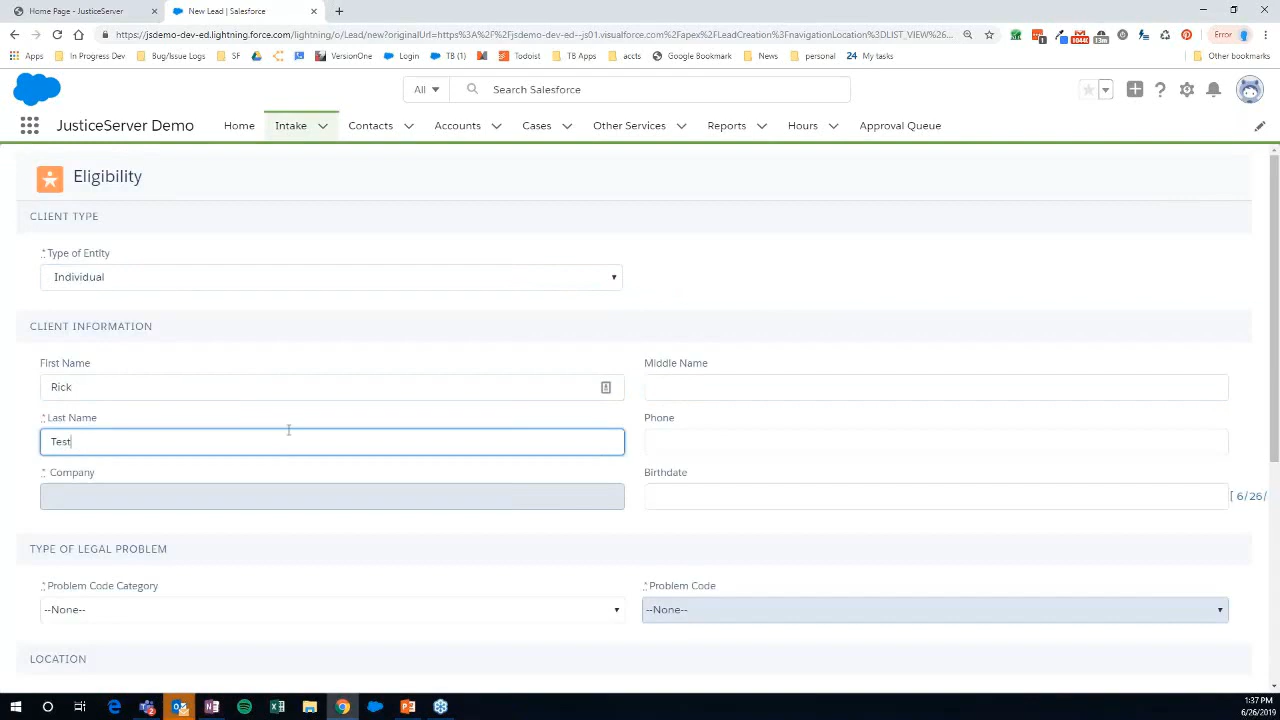 Home Page - JusticeServer
New Lead | Salesforce
https://jsdemo-dev-ed.lightning.force.com/lightning/o/Lead/new?originalUrl=https%3A%2F%2Fjsdemo-dev-ed--js01.visualforce.com%2Fapex%2FLeadCreation%3FnavigationLocation%3DLIST_VIEW%26...
1
1044
13m
Error
Apps
In Progress Dev
Bug/Issue Logs
SF
VersionOne
Login
TB (1)
Todoist
TB Apps
accts
Google Bookmark
News
personal
24 My tasks
Other bookmarks
All
Search Salesforce
JusticeServer Demo
Home
Intake
Contacts
Accounts
Cases
Other Services
Reports
Hours
Approval Queue
Eligibility
CLIENT TYPE
* Type of Entity
Individual
CLIENT INFORMATION
First Name
Middle Name
Rick
* Last Name
Phone
Test
* Company
Birthdate
[ 6/26/
TYPE OF LEGAL PROBLEM
* Problem Code Category
* Problem Code
--None--
--None--
LOCATION
1:37 PM
6/26/2019